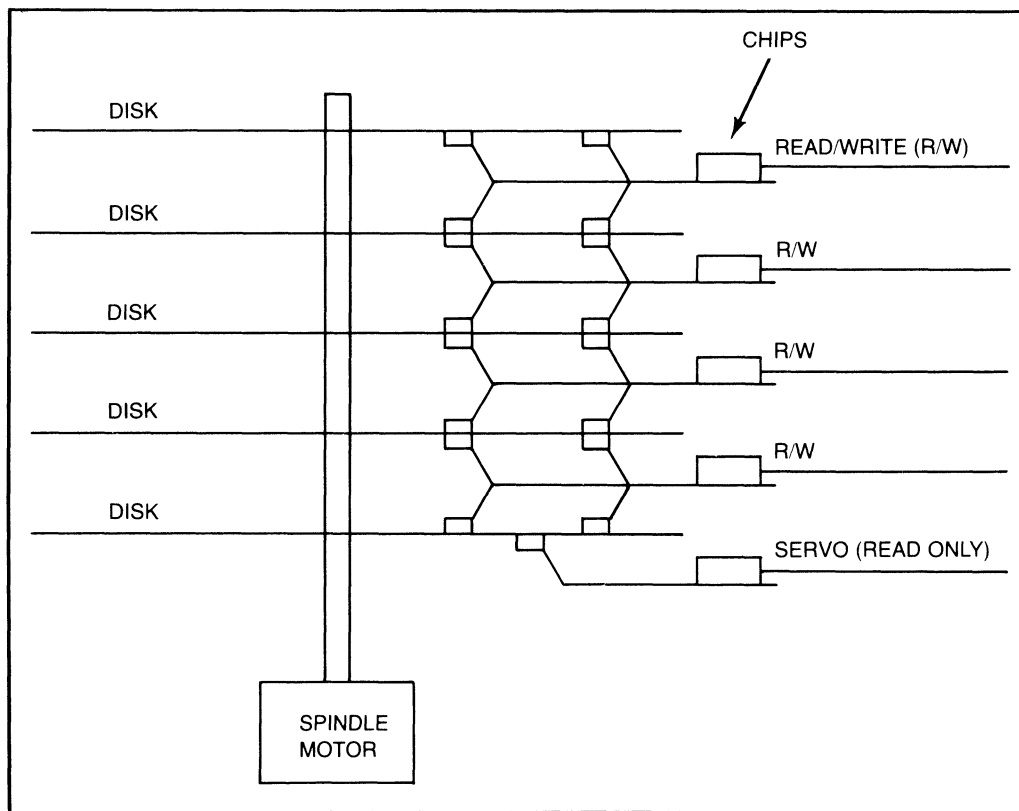 CHIPS
DISK
READ/WRITE (R/W)
DISK
R/W
DISK
R/W
DISK
R/W
DISK
SERVO (READ ONLY)
SPINDLE
MOTOR